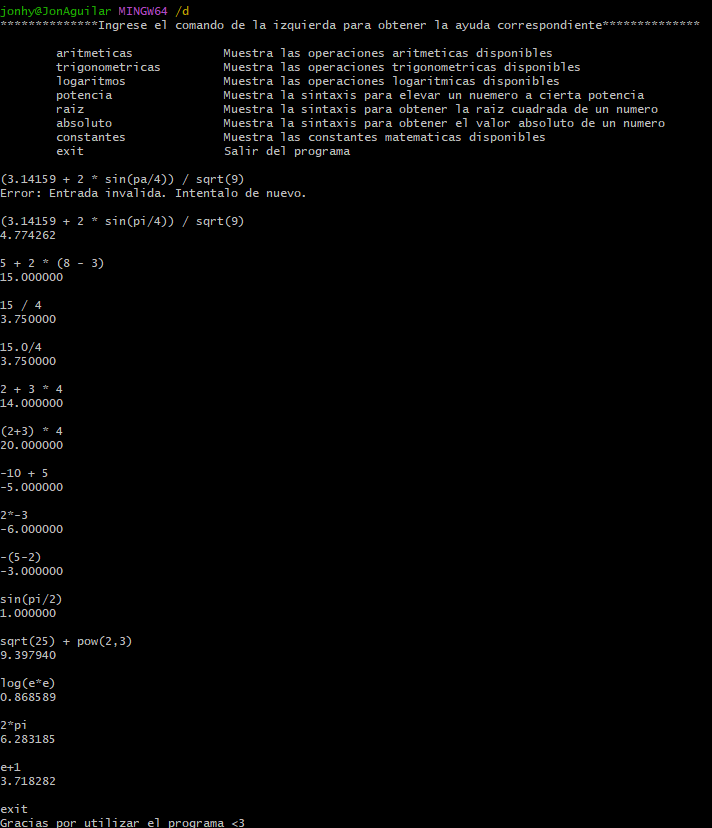 jonhy@JonAguilar MINGW64 /d
**************Ingrese el comando de la izquierda para obtener la ayuda correspondiente**************
aritmeticas Muestra las operaciones aritmeticas disponibles
trigonometricas Muestra las operaciones trigonometricas disponibles
logaritmos Muestra las operaciones logaritmicas disponibles
potencia Muestra la sintaxis para elevar un nuemero a cierta potencia
raiz Muestra la sintaxis para obtener la raiz cuadrada de un numero
absoluto Muestra la sintaxis para obtener el valor absoluto de un numero
constantes Muestra las constantes matematicas disponibles
exit Salir del programa
(3.14159 + 2 * sin(pa/4)) / sqrt(9)
Error: Entrada invalida. Intentalo de nuevo.
(3.14159 + 2 * sin(pi/4)) / sqrt(9)
4.774262
5 + 2 * (8 - 3)
15.000000
15 / 4
3.750000
15.0/4
3.750000
2 + 3 * 4
14.000000
(2+3) * 4
20.000000
-10 + 5
-5.000000
2*-3
-6.000000
-(5-2)
-3.000000
sin(pi/2)
1.000000
sqrt(25) + pow(2,3)
9.397940
log(e*e)
0.868589
2*pi
6.283185
e+1
3.718282
exit
Gracias por utilizar el programa <3